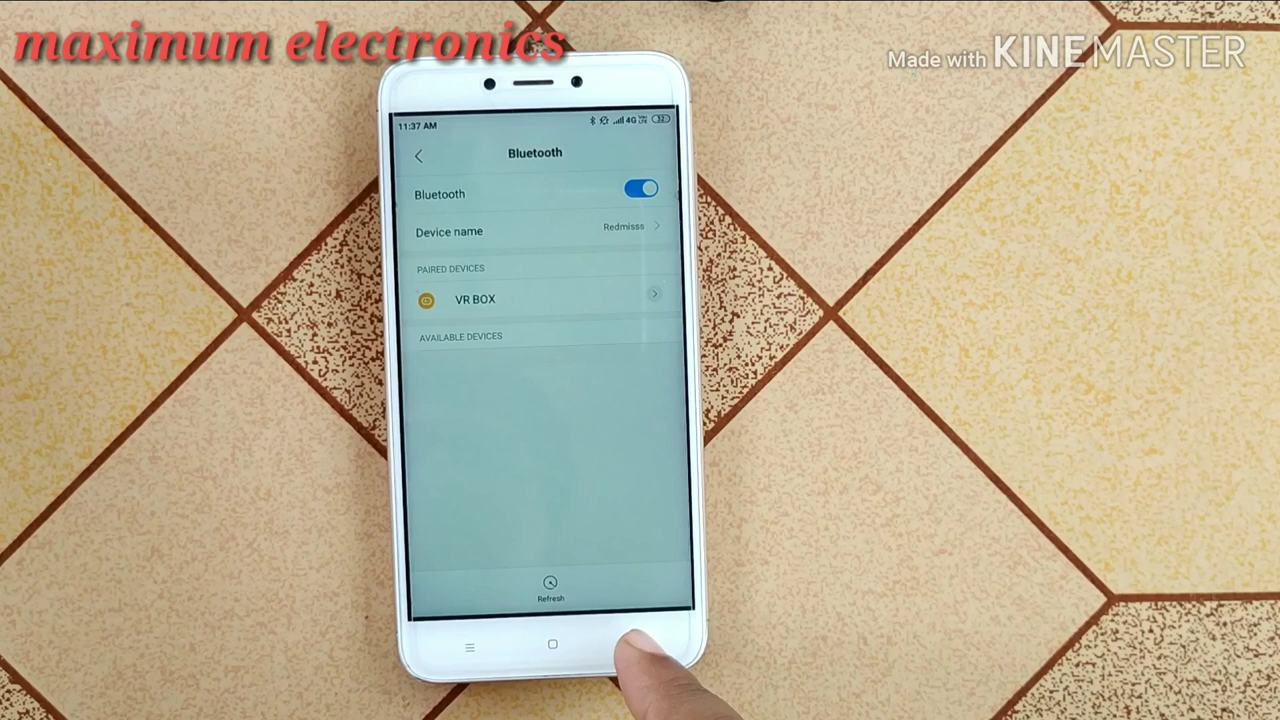 maximum electronics
Made with KINEMASTER
11:37 AM
4G
32
Bluetooth
Bluetooth
Device name
Redmisss
PAIRED DEVICES
VR BOX
AVAILABLE DEVICES
Refresh